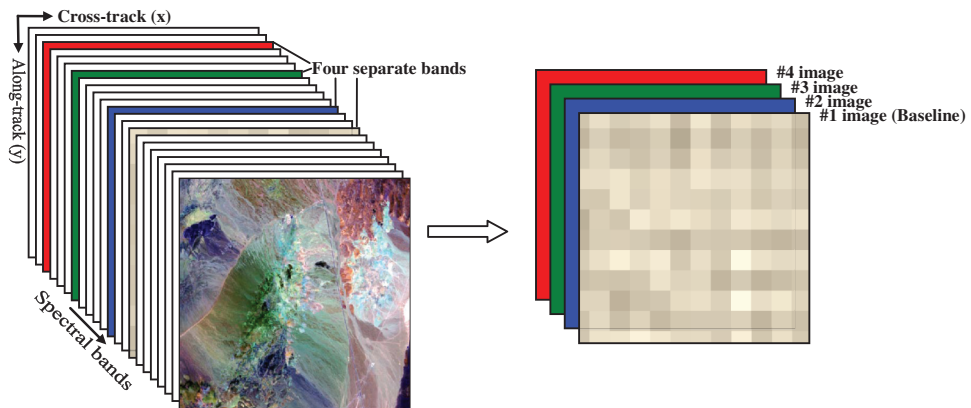 Cross-track (x)
Along-track (y)
Four separate bands
Spectral bands
#4 image
#3 image
#2 image
#1 image (Baseline)